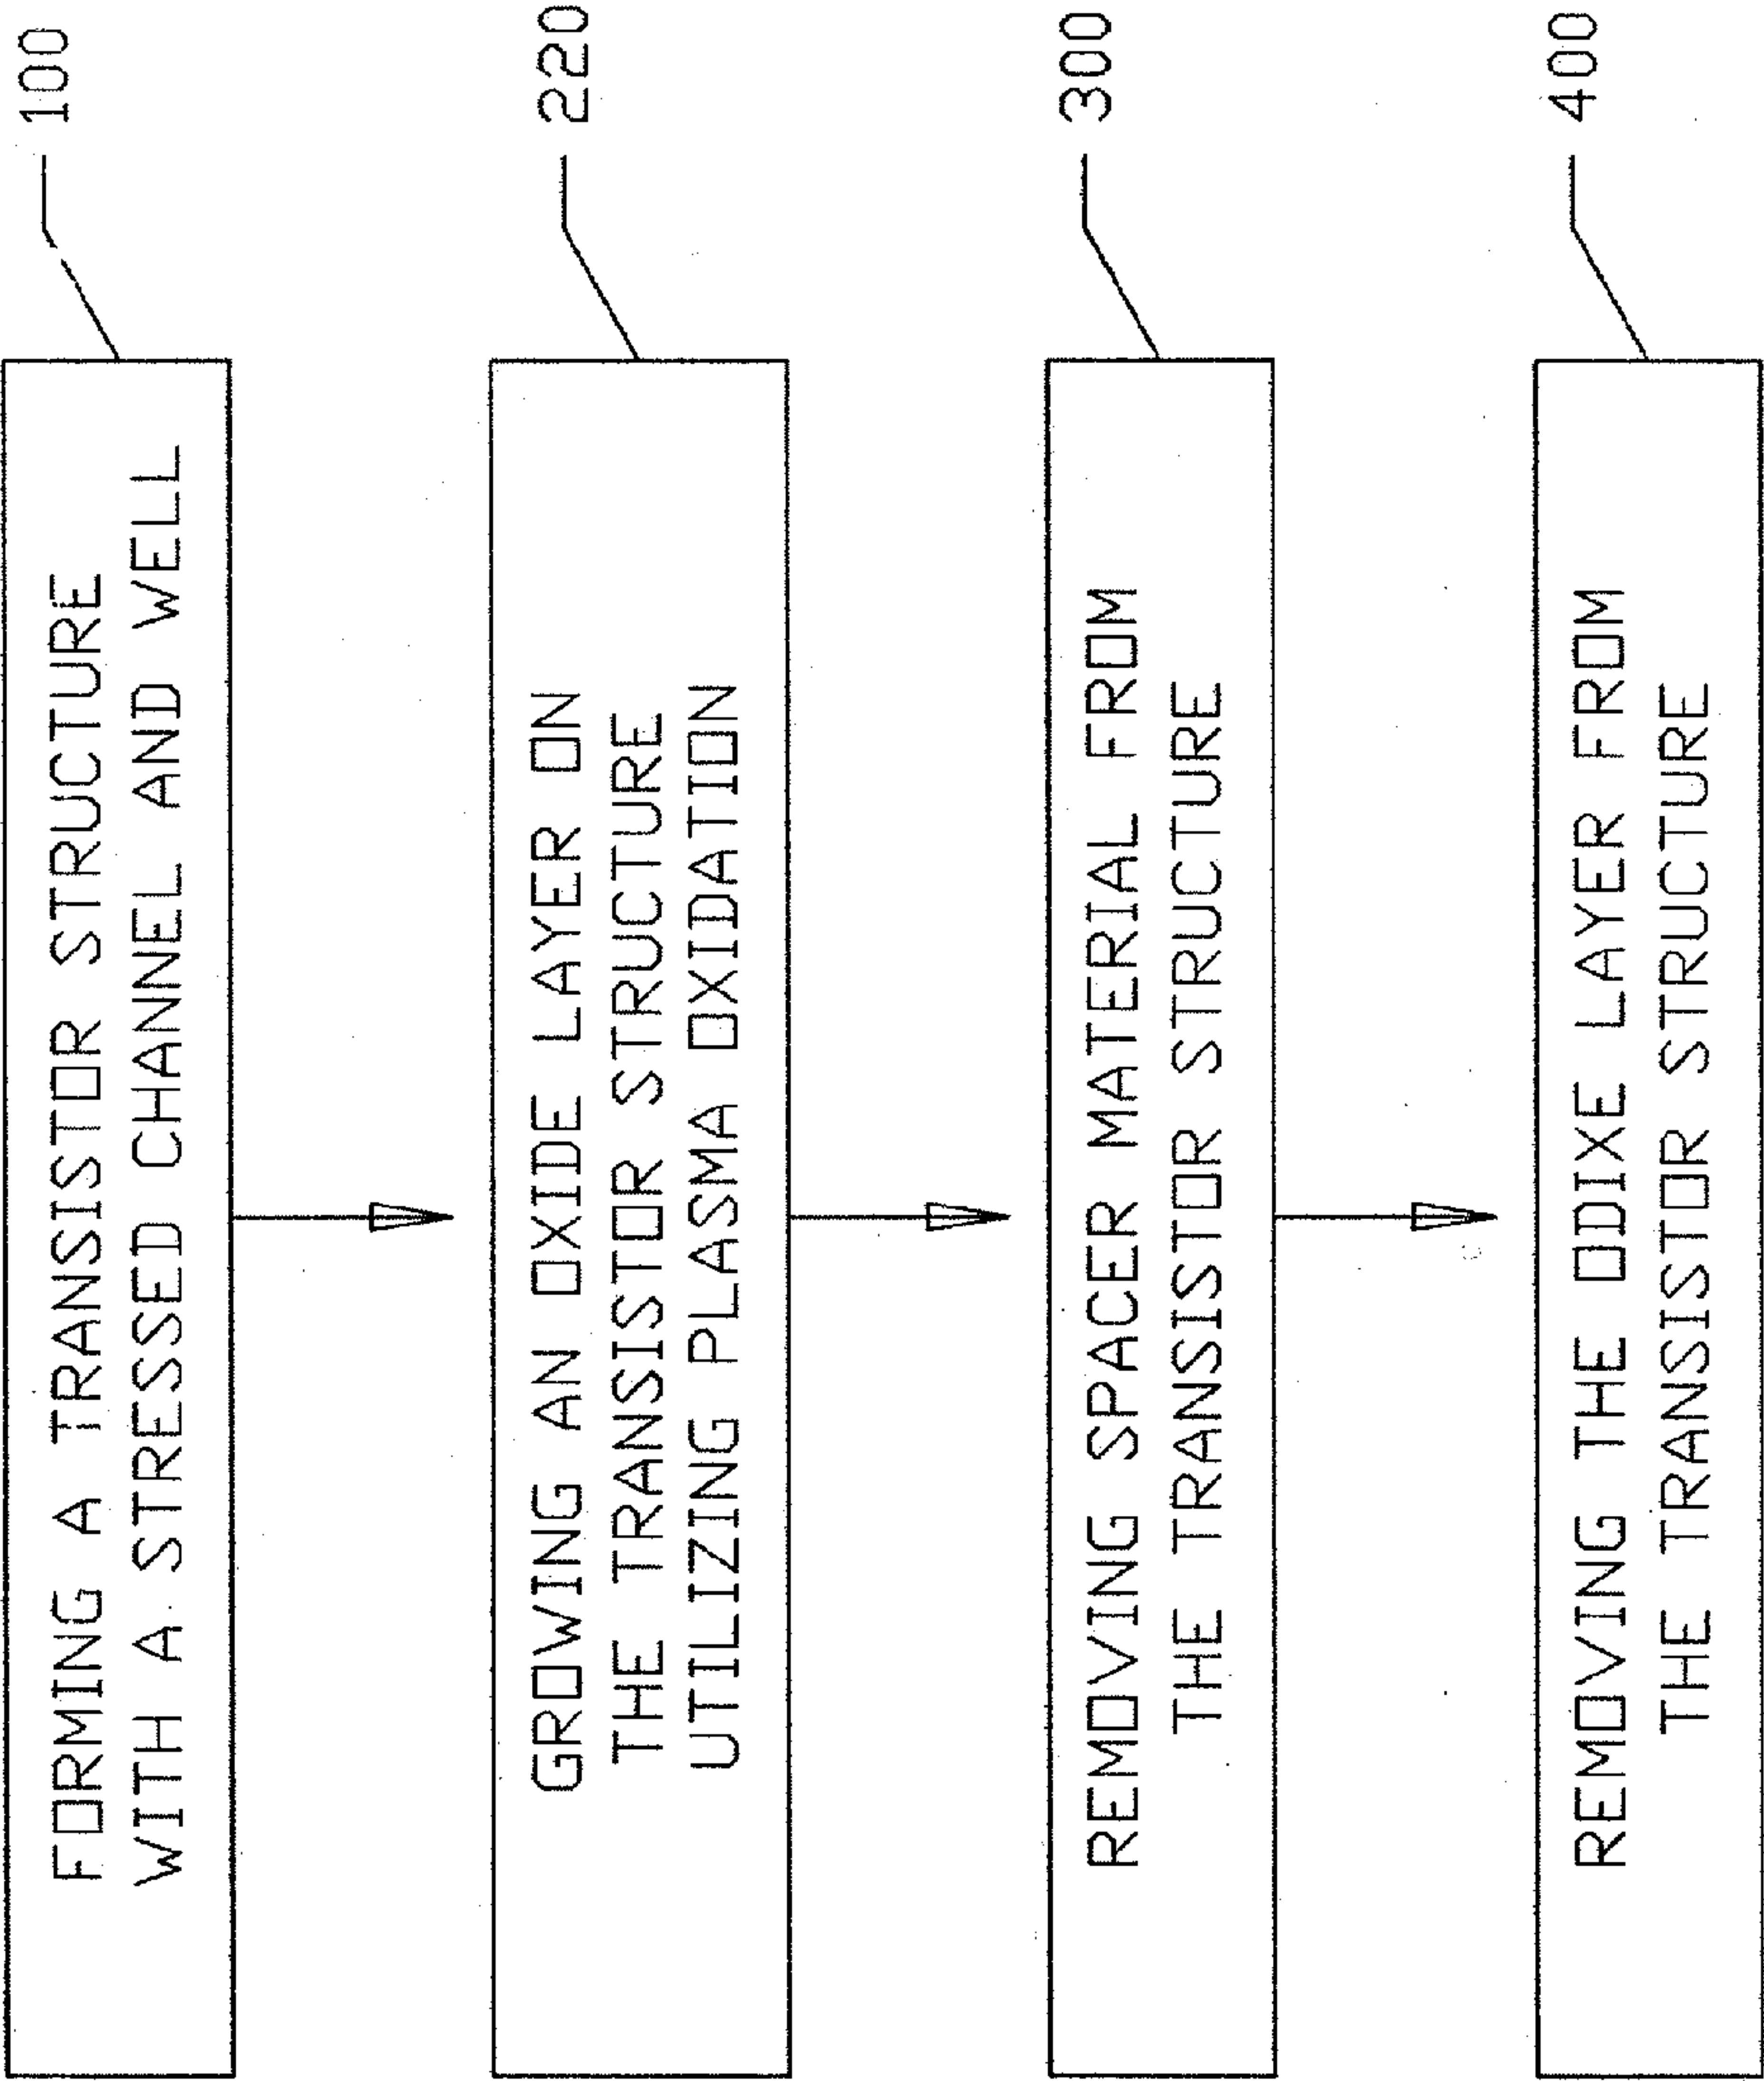 FORMING A TRANSISTOR STRUCTURE
WITH A STRESSED CHANNEL AND WELL
100
GROWING AN OXIDE LAYER ON
THE TRANSISTOR STRUCTURE
UTILIZING PLASMA OXIDATION
220
REMOVING SPACER MATERIAL FROM
THE TRANSISTOR STRUCTURE
300
REMOVING THE ODIXE LAYER FROM
THE TRANSISTOR STRUCTURE
400